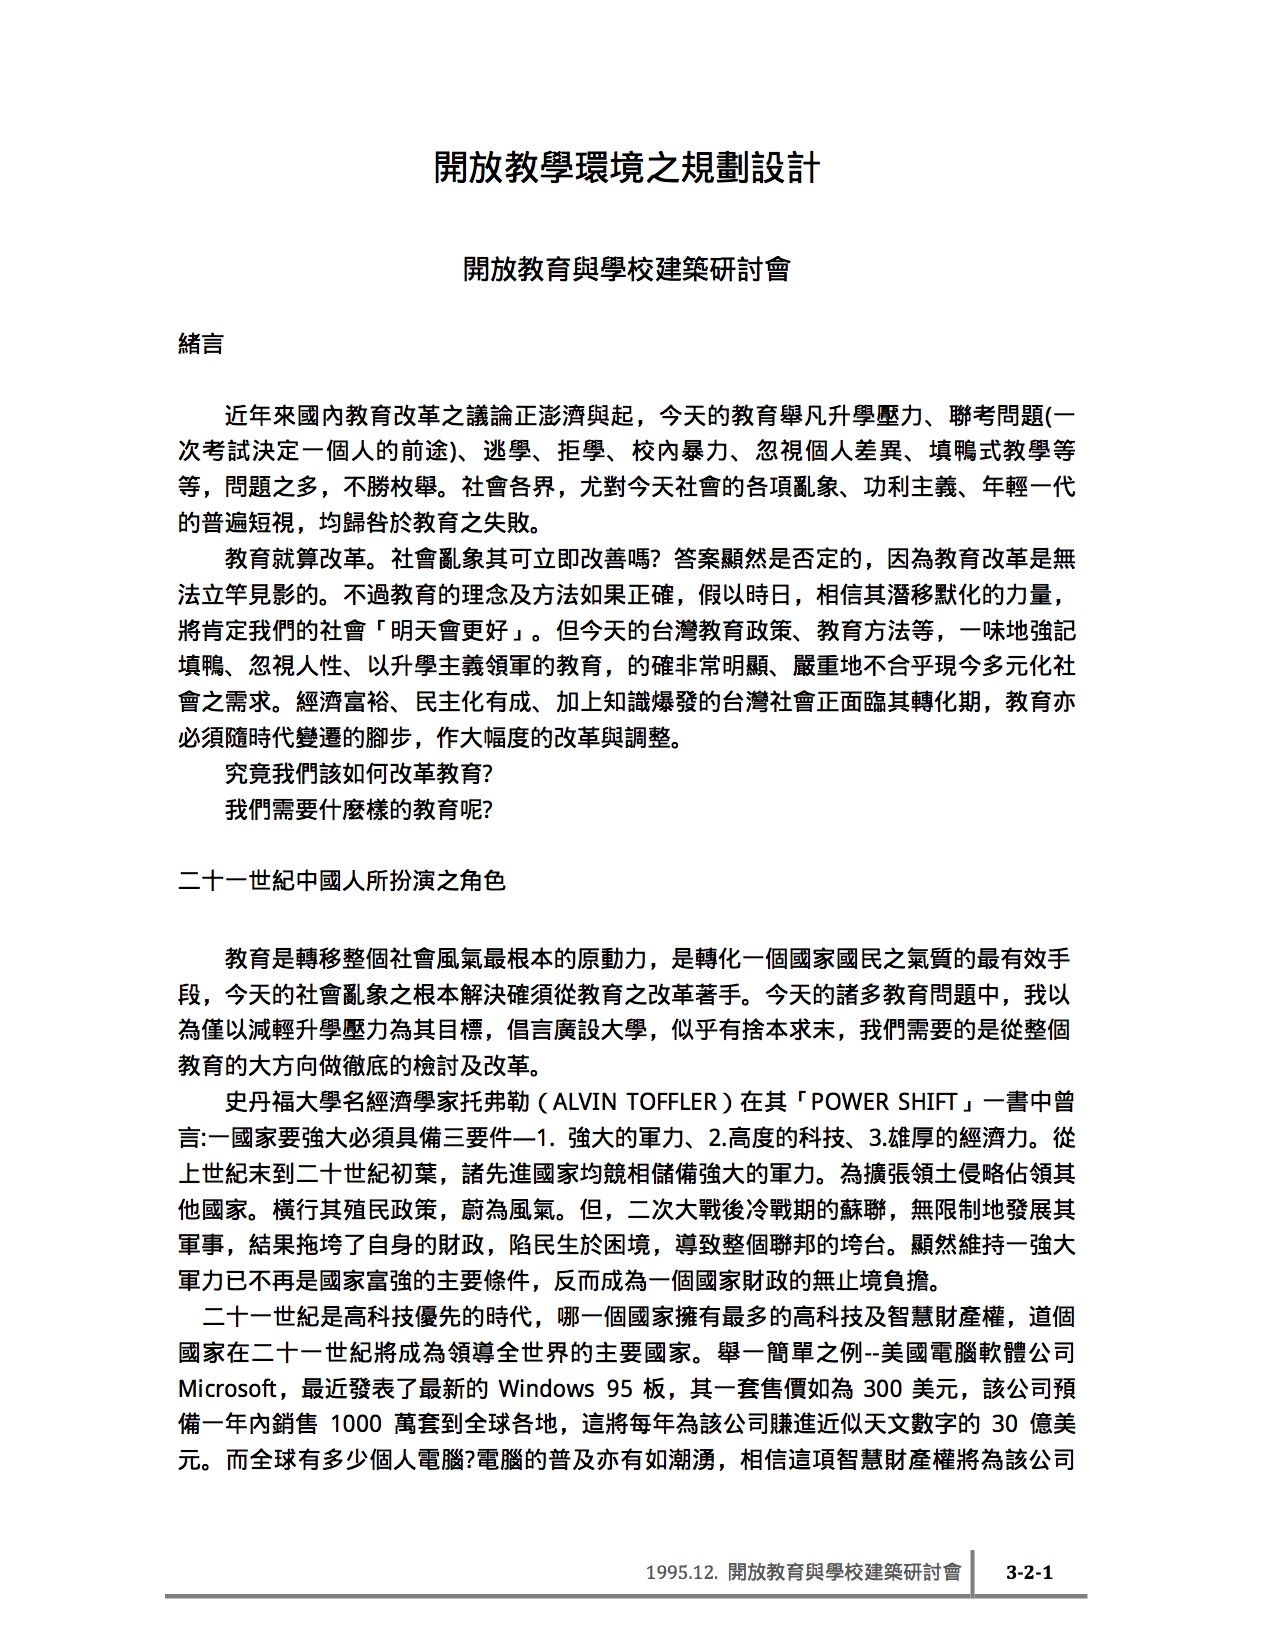 開放教學環境之規劃設計
開放教育與學校建築研討會
緒言
近年來國內教育改革之議論正澎濟與起，今天的教育舉凡升學壓力、聯考問題(一
次考試決定一個人的前途)、逃學、拒學、校內暴力、忽視個人差異、填鴨式教學等
等，問題之多，不勝枚舉。社會各界，尤對今天社會的各項亂象、功利主義、年輕一代
的普遍短視，均歸咎於教育之失敗。
教育就算改革。社會亂象其可立即改善嗎? 答案顯然是否定的，因為教育改革是無
法立竿見影的。不過教育的理念及方法如果正確，假以時日，相信其潛移默化的力量，
將肯定我們的社會「明天會更好」。但今天的台灣教育政策、教育方法等，一味地強記
填鴨、忽視人性、以升學主義領軍的教育，的確非常明顯、嚴重地不合乎現今多元化社
會之需求。經濟富裕、民主化有成、加上知識爆發的台灣社會正面臨其轉化期，教育亦
必須隨時代變遷的腳步，作大幅度的改革與調整。
究竟我們該如何改革教育?
我們需要什麼樣的教育呢?
二十一世紀中國人所扮演之角色
教育是轉移整個社會風氣最根本的原動力，是轉化一個國家國民之氣質的最有效手
段，今天的社會亂象之根本解決確須從教育之改革著手。今天的諸多教育問題中，我以
為僅以減輕升學壓力為其目標，倡言廣設大學，似乎有捨本求末，我們需要的是從整個
教育的大方向做徹底的檢討及改革。
史丹福大學名經濟學家托弗勒（ALVIN TOFFLER）在其「POWER SHIFT」一書中曾
言:一國家要強大必須具備三要件—1. 強大的軍力、2.高度的科技、3.雄厚的經濟力。從
上世紀末到二十世紀初葉，諸先進國家均競相儲備強大的軍力。為擴張領土侵略佔領其
他國家。橫行其殖民政策，蔚為風氣。但，二次大戰後冷戰期的蘇聯，無限制地發展其
軍事，結果拖垮了自身的財政，陷民生於困境，導致整個聯邦的垮台。顯然維持一強大
軍力已不再是國家富強的主要條件，反而成為一個國家財政的無止境負擔。
二十一世紀是高科技優先的時代，哪一個國家擁有最多的高科技及智慧財產權，道個
國家在二十一世紀將成為領導全世界的主要國家。舉一簡單之例--美國電腦軟體公司
Microsoft，最近發表了最新的 Windows 95 板，其一套售價如為 300 美元，該公司預
備一年內銷售 1000 萬套到全球各地，這將每年為該公司賺進近似天文數字的 30 億美
元。而全球有多少個人電腦?電腦的普及亦有如潮湧，相信這項智慧財產權將為該公司
1995.12. 開放教育與學校建築研討會 3-2-1